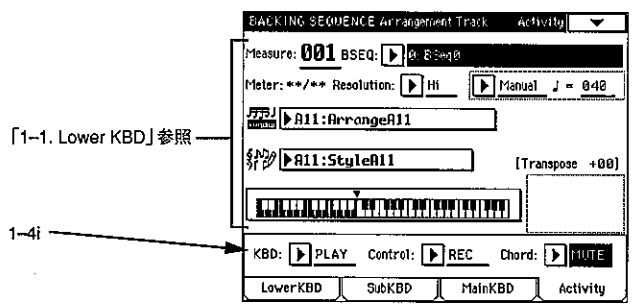 BACKING SEQUENCE Arrangement Track Activity
Measure: 001 BSEQ: 0: BSeq0
Meter: **/** Resolution: Hi Manual ♩ = 040
A11:ArrangeA11
「1–1. Lower KBD」参照
A11:StyleA11
[Transpose +00]
1–4i
KBD: PLAY Control: REC Chord: MUTE
LowerKBD SubKBD MainKBD Activity